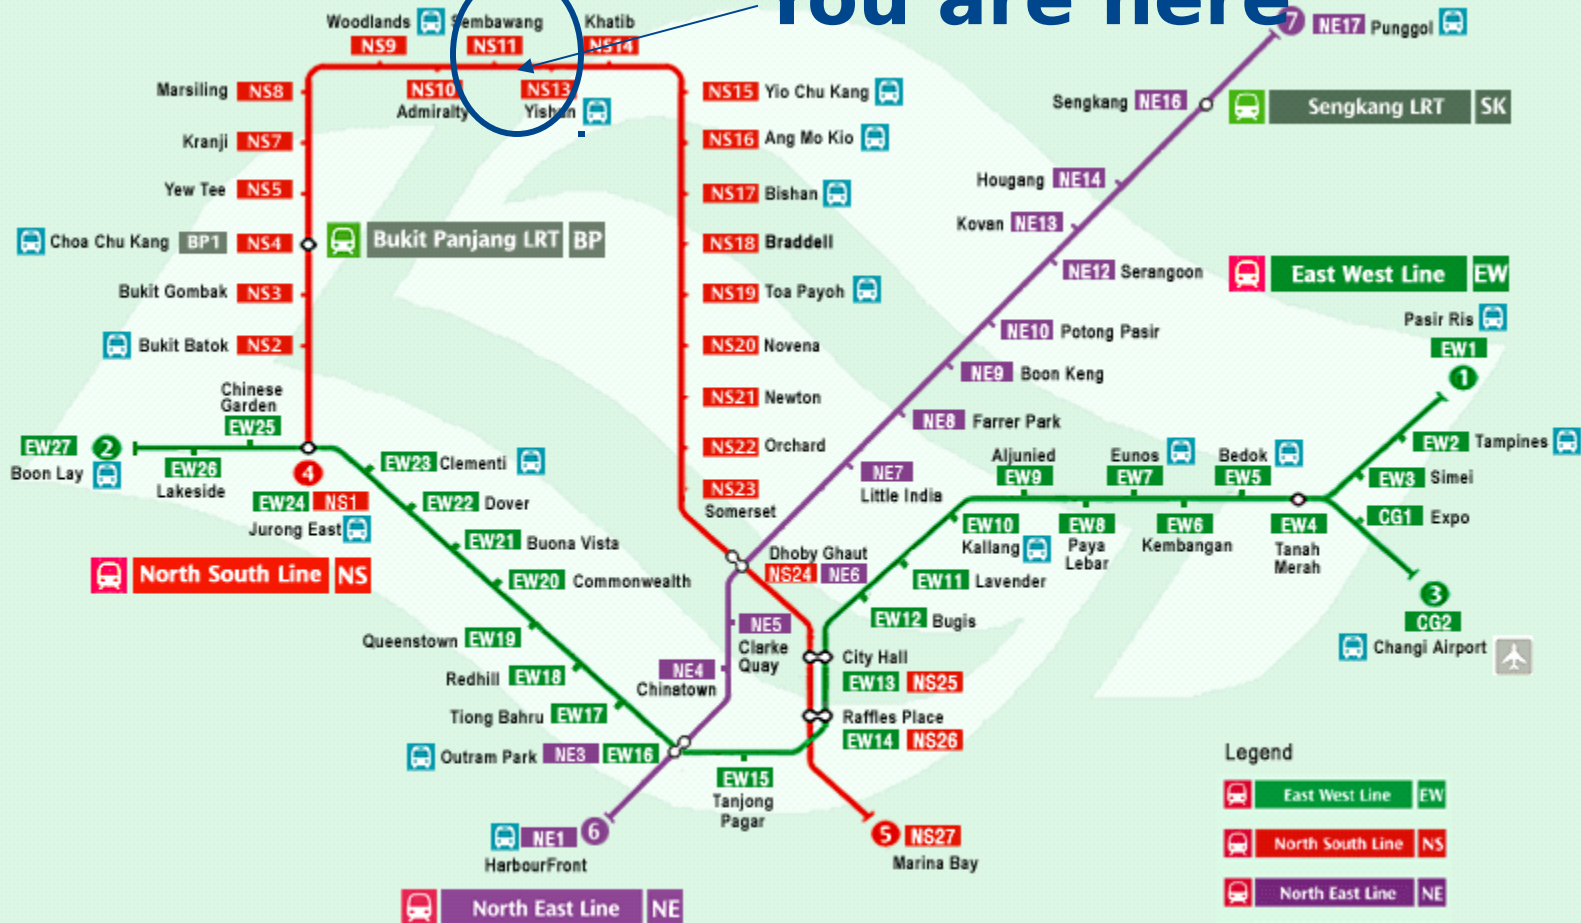 You are here
Woodlands
NS9
Sembawang
NS11
Khatib
NS14
7
NE17 Punggol
Marsiling NS8
NS10
Admiralty
NS13
Yishun
NS15 Yio Chu Kang
Sengkang NE16
Sengkang LRT SK
Kranji NS7
NS16 Ang Mo Kio
Yew Tee NS5
NS17 Bishan
Hougang NE14
Kovan NE13
Choa Chu Kang BP1 NS4
Bukit Panjang LRT BP
NS18 Braddell
NE12 Serangoon
East West Line EW
Bukit Gombak NS3
NS19 Toa Payoh
Pasir Ris
EW1
1
Bukit Batok NS2
NS20 Novena
NE10 Potong Pasir
NE9 Boon Keng
Chinese
Garden
EW25
NS21 Newton
NE8 Farrer Park
EW27 2
Boon Lay
EW26
Lakeside
4
EW24 NS1
Jurong East
EW23 Clementi
NS22 Orchard
NE7
Little India
Aljunied
EW9
Eunos
EW7
Bedok
EW5
EW2 Tampines
EW3 Simei
CG1 Expo
EW22 Dover
NS23
Somerset
EW10
Kallang
EW8
Paya
Lebar
EW6
Kembangan
EW4
Tanah
Merah
EW21 Buona Vista
Dhoby Ghaut
NS24 NE6
North South Line NS
EW20 Commonwealth
EW11 Lavender
3
CG2
Changi Airport
EW12 Bugis
NE5
Clarke
Quay
Queenstown EW19
City Hall
EW13 NS25
Redhill EW18
NE4
Chinatown
Tiong Bahru EW17
Raffles Place
EW14 NS26
Outram Park NE3 EW16
EW15
Tanjong
Pagar
NE1 6
HarbourFront
5 NS27
Marina Bay
North East Line NE
Legend
East West Line EW
North South Line NS
North East Line NE